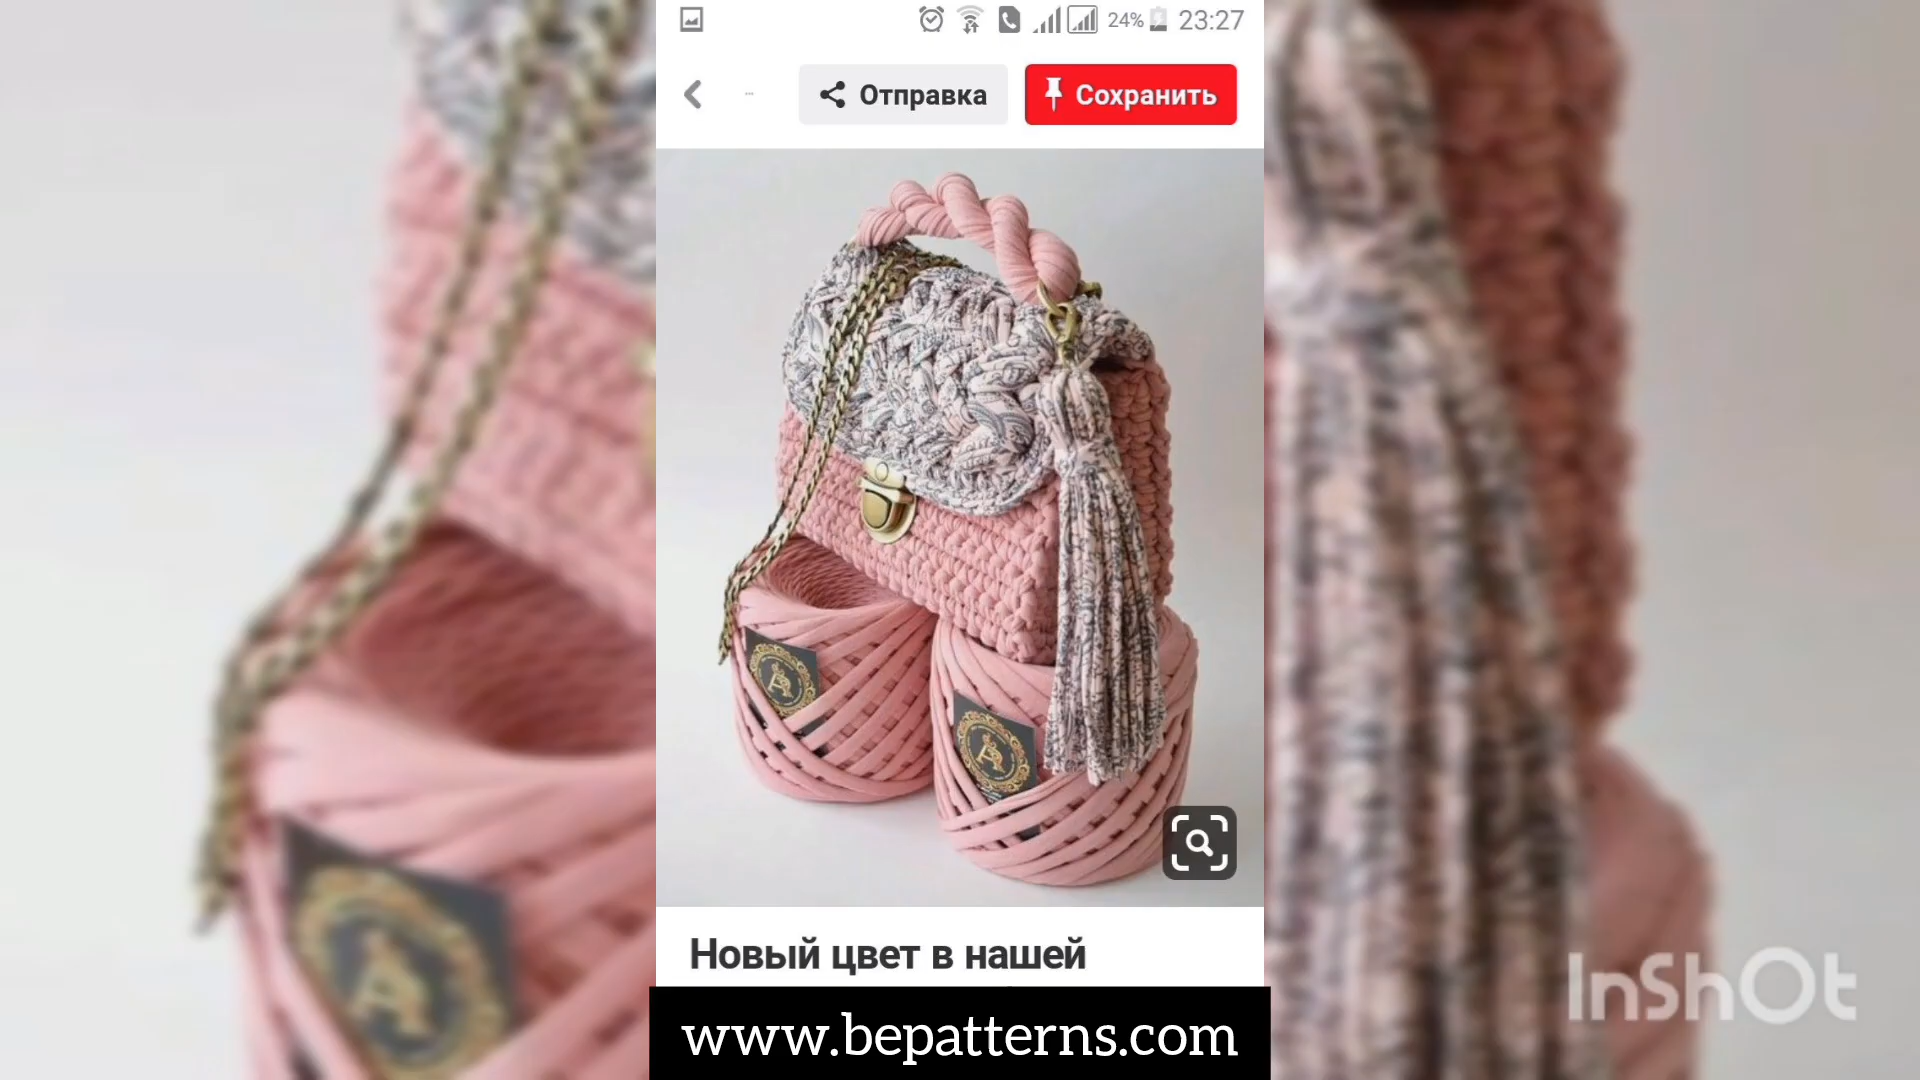 24% 23:27
Отправка
Сохранить
Новый цвет в нашей
www.bepatterns.com
InShOt